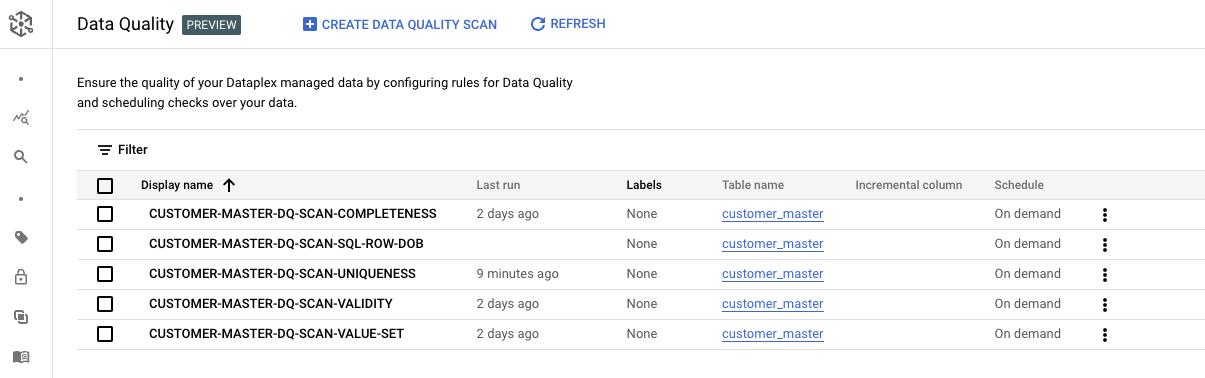 Data Quality PREVIEW CREATE DATA QUALITY SCAN REFRESH
Ensure the quality of your Dataplex managed data by configuring rules for Data Quality
and scheduling checks over your data.
Filter
Display name Last run Labels Table name Incremental column Schedule
CUSTOMER-MASTER-DQ-SCAN-COMPLETENESS 2 days ago None customer_master On demand
CUSTOMER-MASTER-DQ-SCAN-SQL-ROW-DOB None customer_master On demand
CUSTOMER-MASTER-DQ-SCAN-UNIQUENESS 9 minutes ago None customer_master On demand
CUSTOMER-MASTER-DQ-SCAN-VALIDITY 2 days ago None customer_master On demand
CUSTOMER-MASTER-DQ-SCAN-VALUE-SET 2 days ago None customer_master On demand